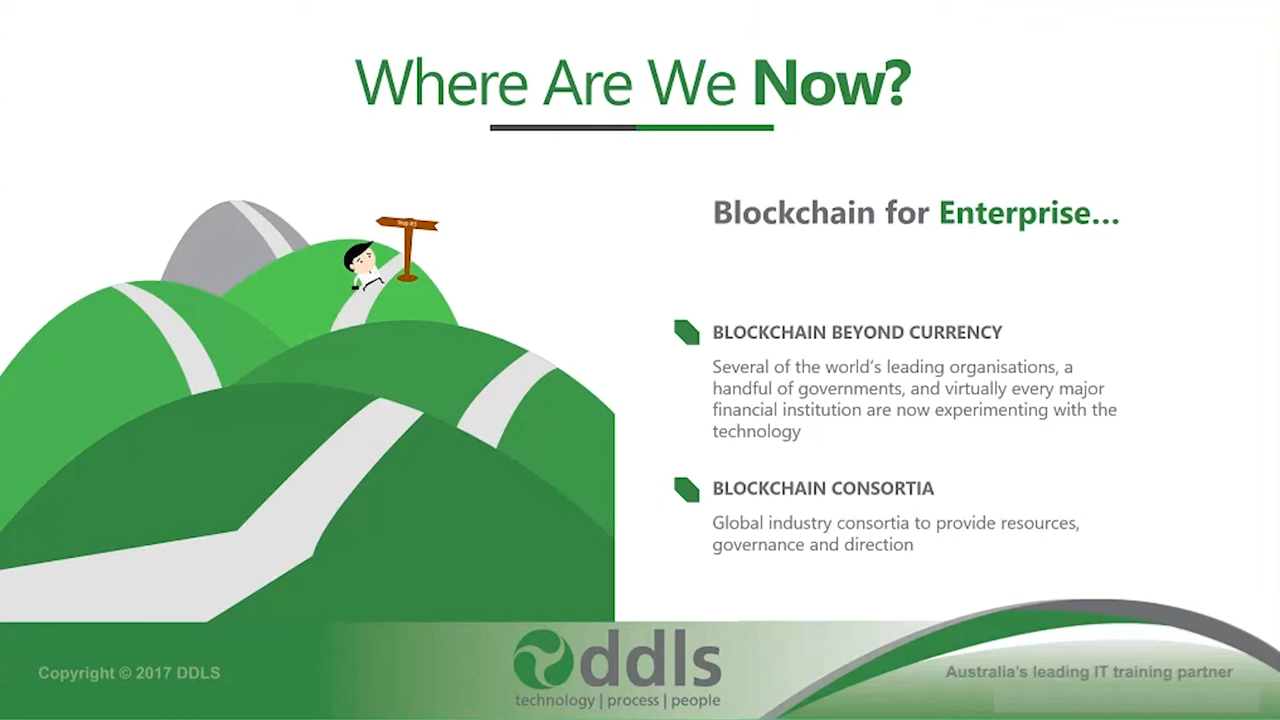 Where Are We Now?
Blockchain for Enterprise...
BLOCKCHAIN BEYOND CURRENCY
Several of the world's leading organisations, a
handful of governments, and virtually every major
financial institution are now experimenting with the
technology
BLOCKCHAIN CONSORTIA
Global industry consortia to provide resources,
governance and direction
Copyright © 2017 DDLS
ddls
technology | process | people
Australia's leading IT training partner